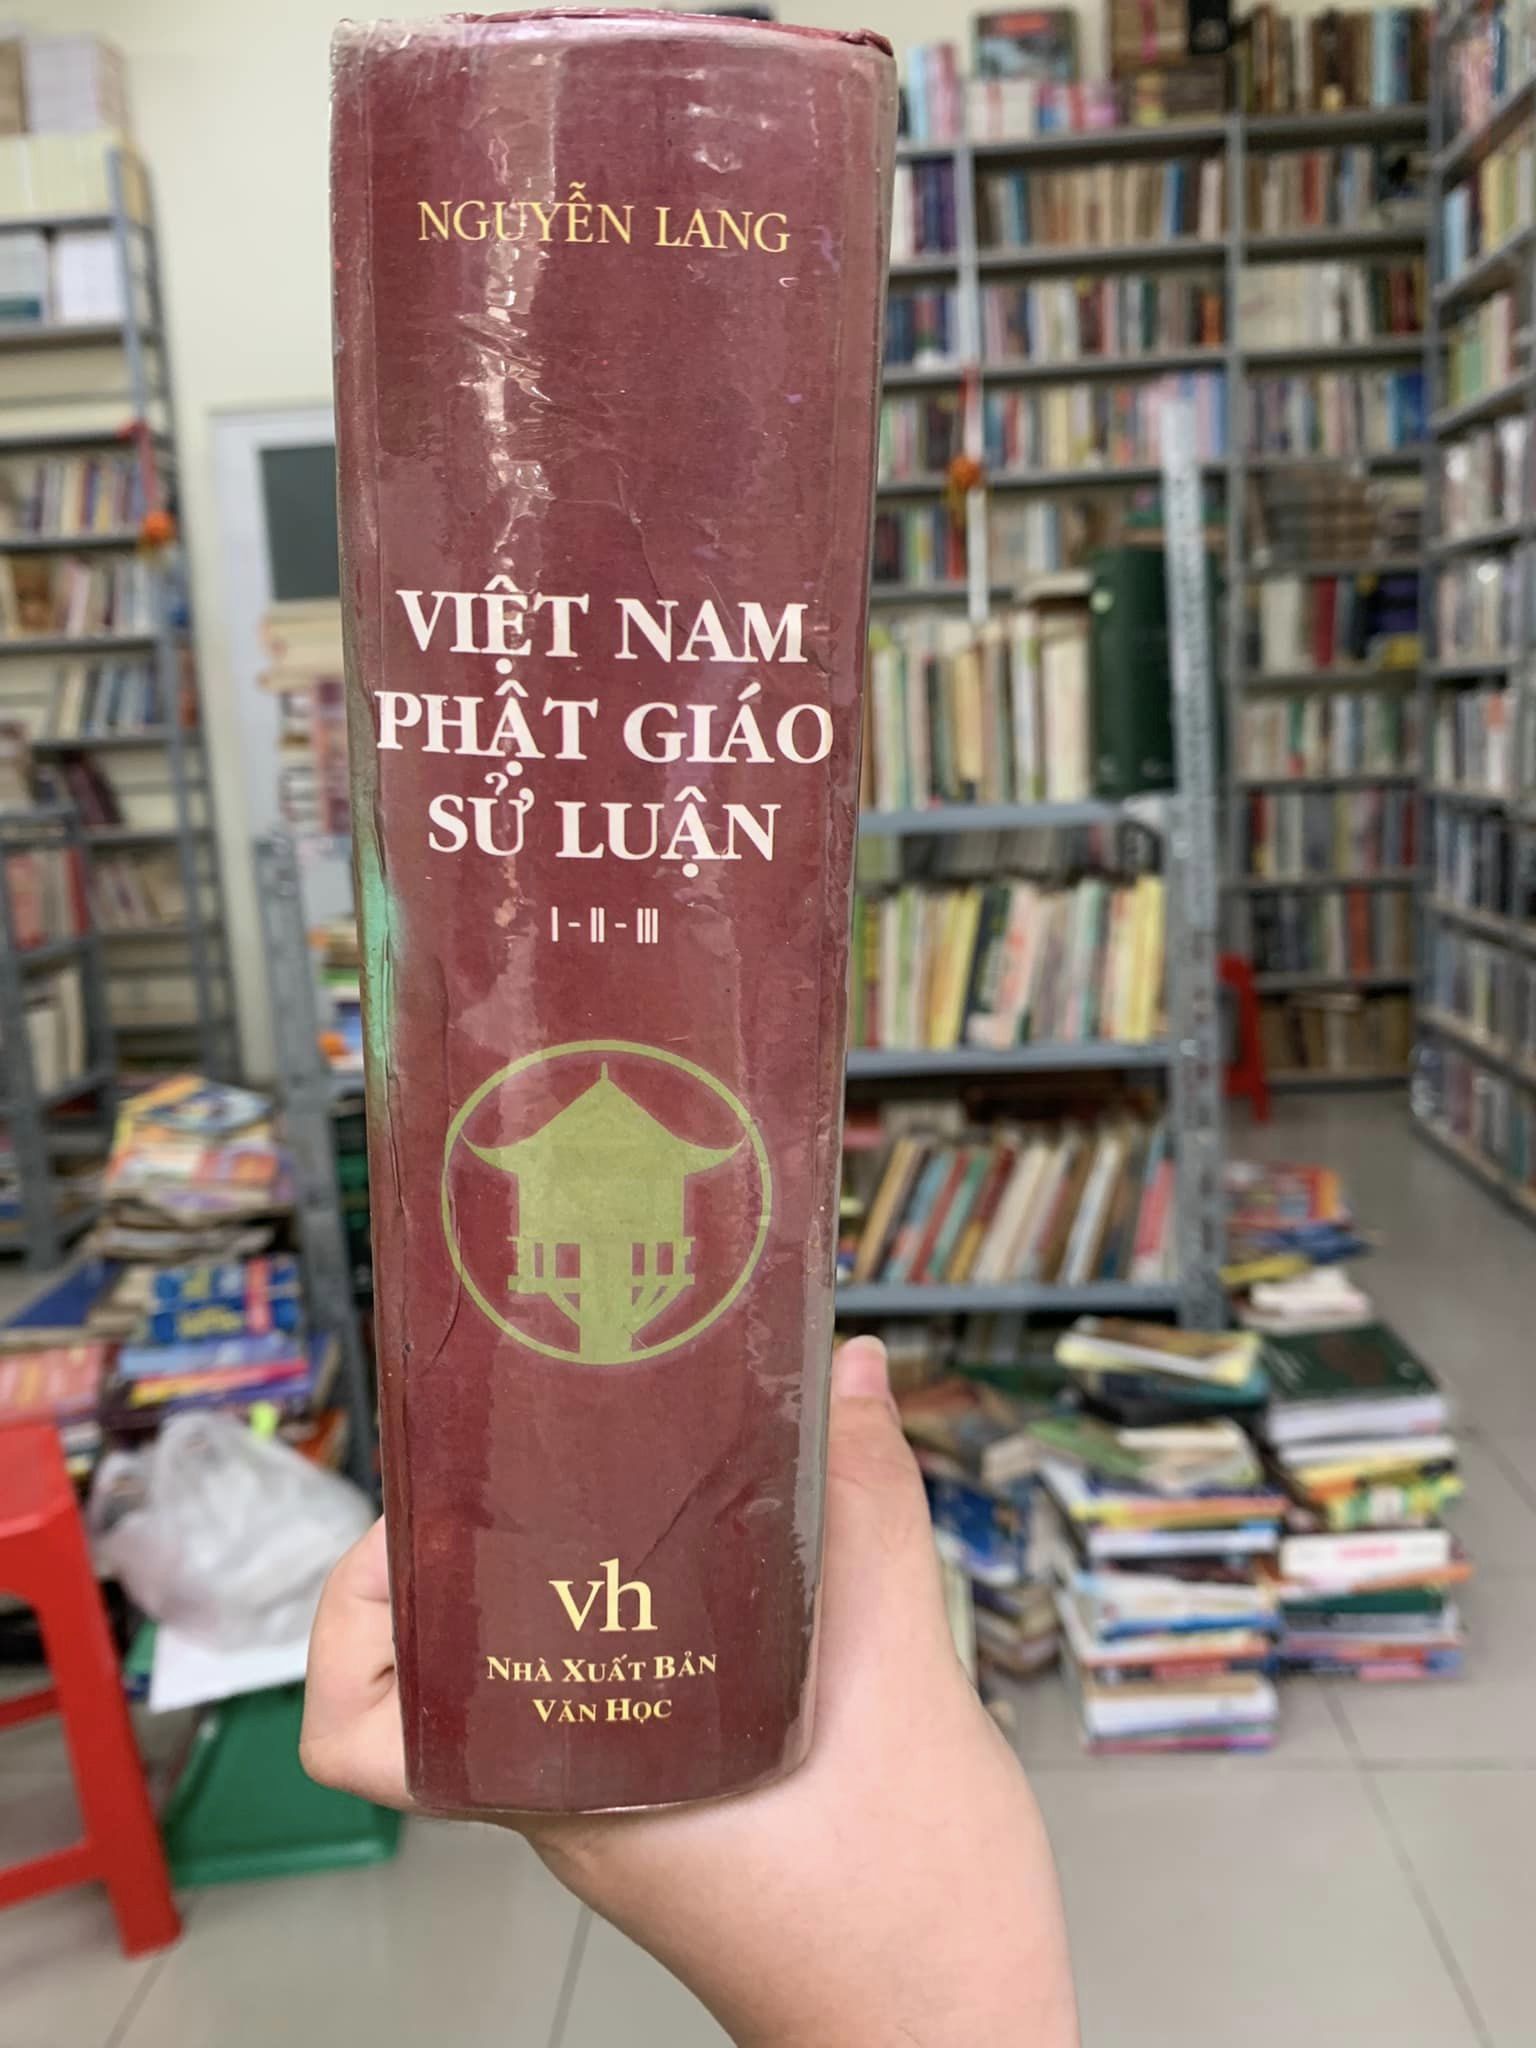 NGUYỄN LANG
VIỆT NAM
PHẬT GIÁO
SỬ LUẬN
I - II - III
vh
NHÀ XUẤT BẢN
VĂN HỌC